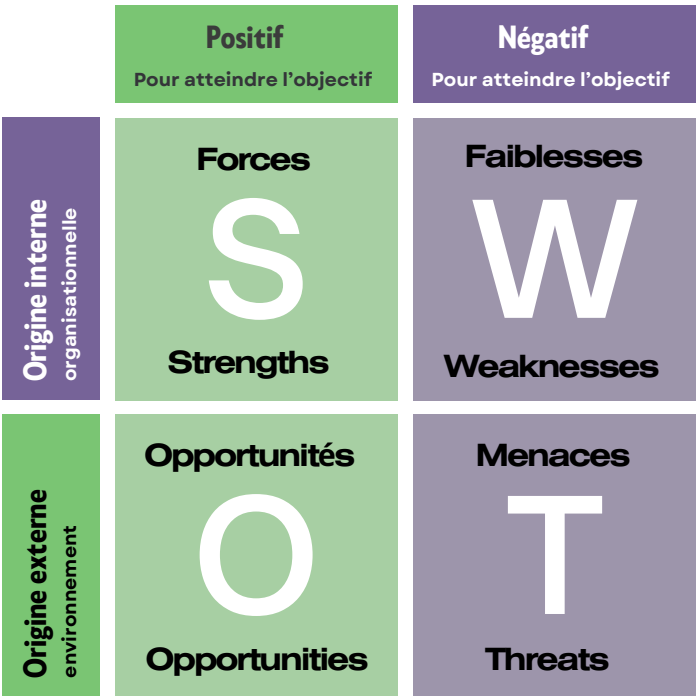 Positif
Pour atteindre l'objectif
Négatif
Pour atteindre l'objectif
Origine interne
organisationnelle
Forces
S
Strengths
Faiblesses
W
Weaknesses
Origine externe
environnement
Opportunités
O
Opportunities
Menaces
T
Threats